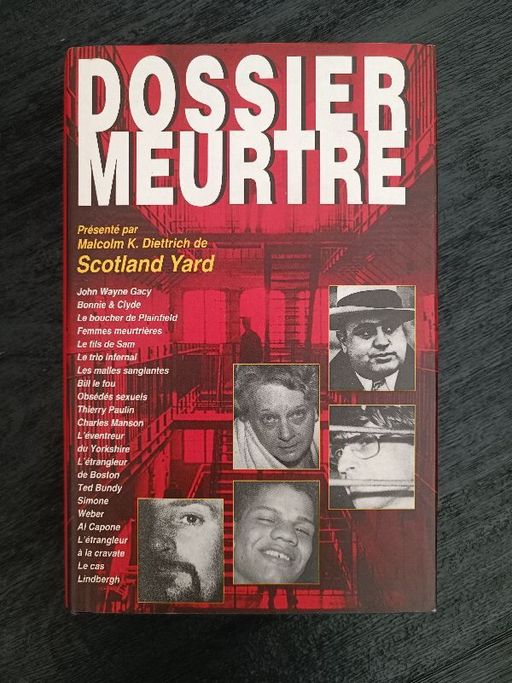 DOSSIER
MEURTRE
Présenté par
Malcolm K. Diettrich de
Scotland Yard
John Wayne Gacy
Bonnie & Clyde
Le boucher de Plainfield
Femmes meurtrières
Le fils de Sam
Le trio infernal
Les malles sanglantes
Bill le fou
Obsédés sexuels
Thierry Paulin
Charles Manson
L'éventreur
du Yorkshire
L'étrangleur
de Boston
Ted Bundy
Simone
Weber
Al Capone
L'étrangleur
à la cravate
Le cas
Lindbergh